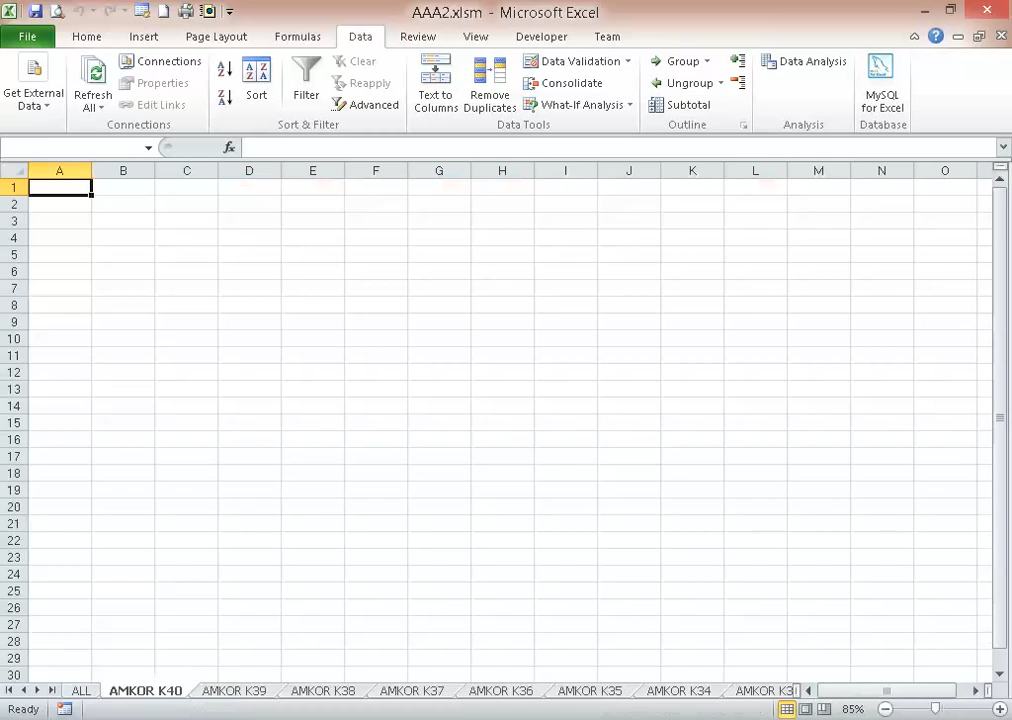 AAA2.xlsm - Microsoft Excel
File Home Insert Page Layout Formulas Data Review View Developer Team
Get External Data
Refresh All
Connections
Properties
Edit Links
Connections
Sort
Filter
Clear
Reapply
Advanced
Sort & Filter
Text to Columns
Remove Duplicates
Data Validation
Consolidate
What-If Analysis
Data Tools
Group
Ungroup
Subtotal
Outline
Data Analysis
Analysis
MySQL for Excel
Database
fx
A B C D E F G H I J K L M N O
1
2
3
4
5
6
7
8
9
10
11
12
13
14
15
16
17
18
19
20
21
22
23
24
25
26
27
28
29
30
ALL AMKOR K40 AMKOR K39 AMKOR K38 AMKOR K37 AMKOR K36 AMKOR K35 AMKOR K34 AMKOR K3
Ready 85%